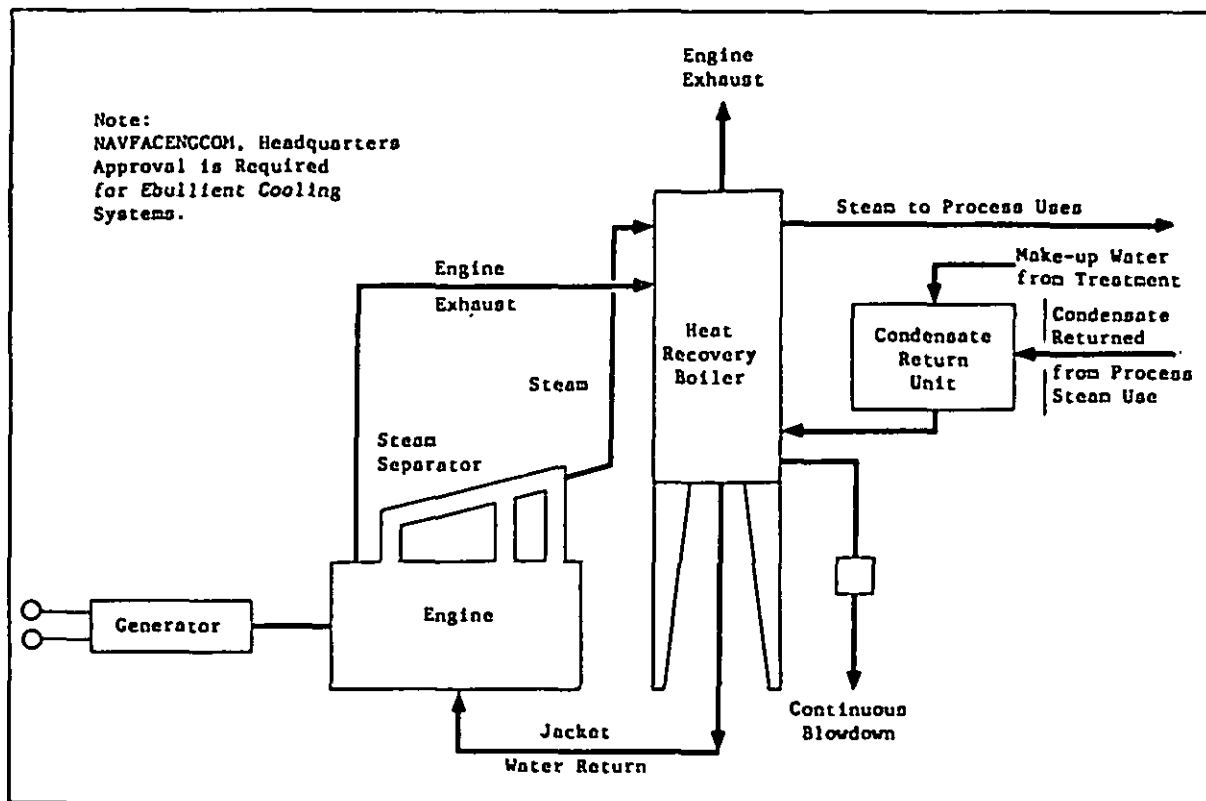 Note:
NAVFACENGCOM, Headquarters
Approval is Required
for Ebullient Cooling
Systems.
Engine
Exhaust
Steam to Process Uses
Make-up Water
from Treatment
Engine
Exhaust
Condensate
Returned
from Process
Steam Use
Condensate
Return
Unit
Heat
Recovery
Boiler
Steam
Steam
Separator
Generator
Engine
Continuous
Blowdown
Jacket
Water Return